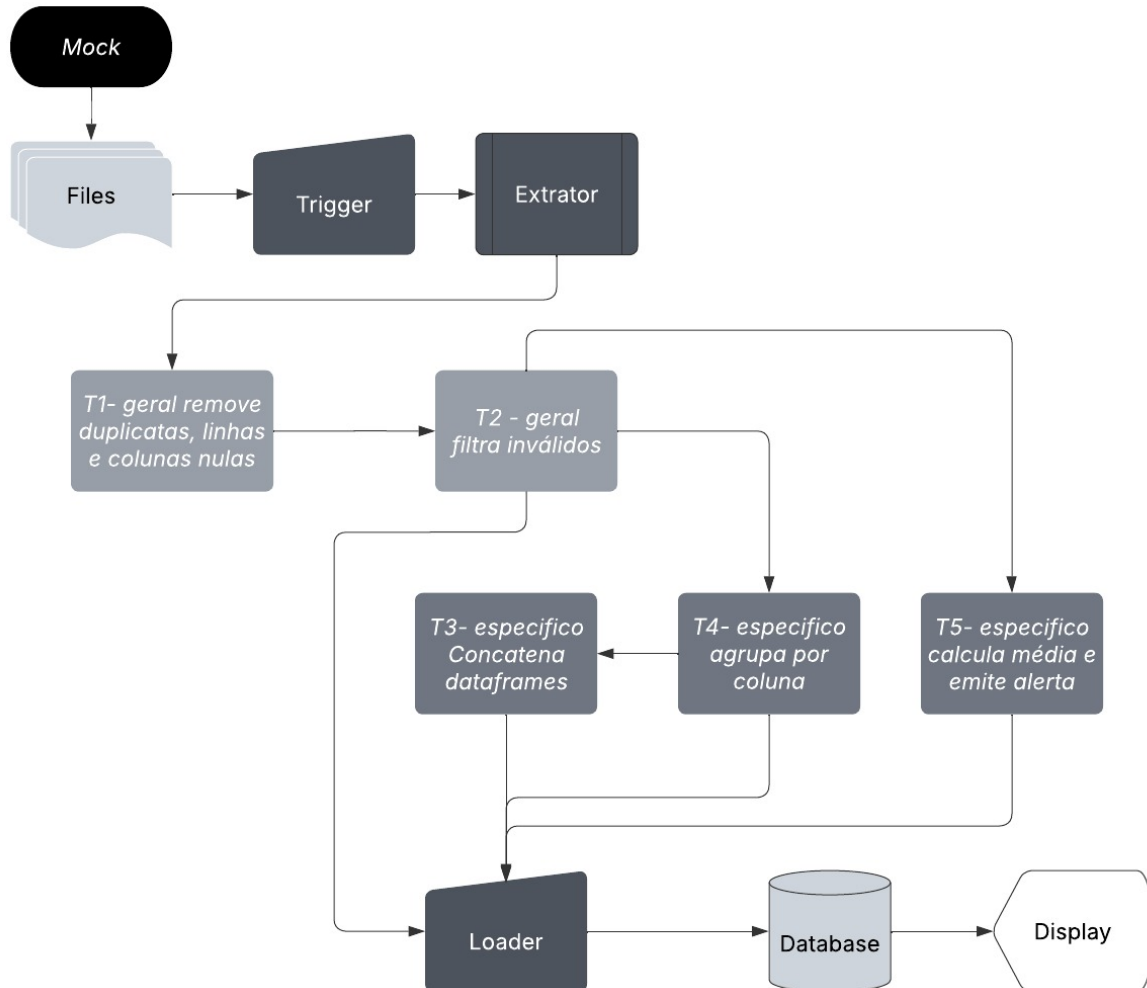 Mock
Files
Trigger
Extrator
T1- geral remove
duplicatas, linhas
e colunas nulas
T2 - geral
filtra inválidos
T3- especifico
Concatena
dataframes
T4- especifico
agrupa por
coluna
T5- especifico
calcula média e
emite alerta
Loader
Database
Display